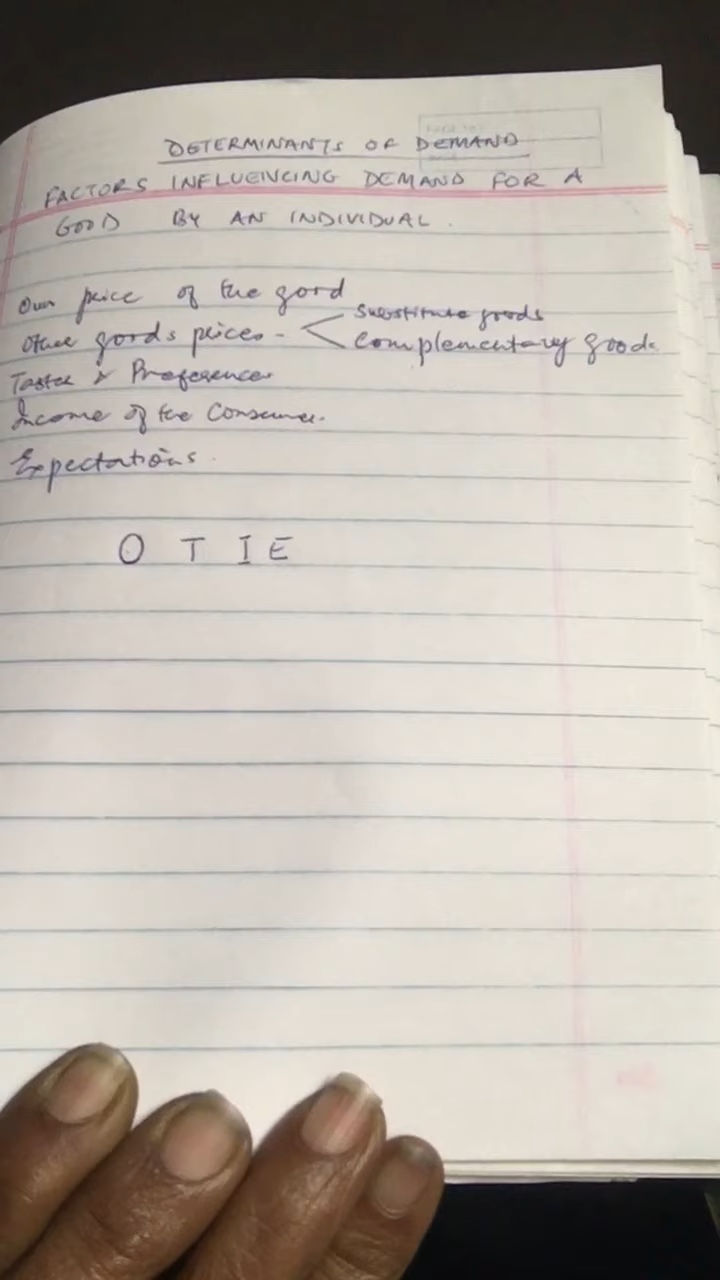 DETERMINANTS OF DEMAND
FACTORS INFLUENCING DEMAND FOR A
GOOD BY AN INDIVIDUAL.
Own price of the good
Other goods prices - < Substitute goods
Complementary goods
Tastes & Preferences
Income of the Consumer.
Expectations.
O T I E